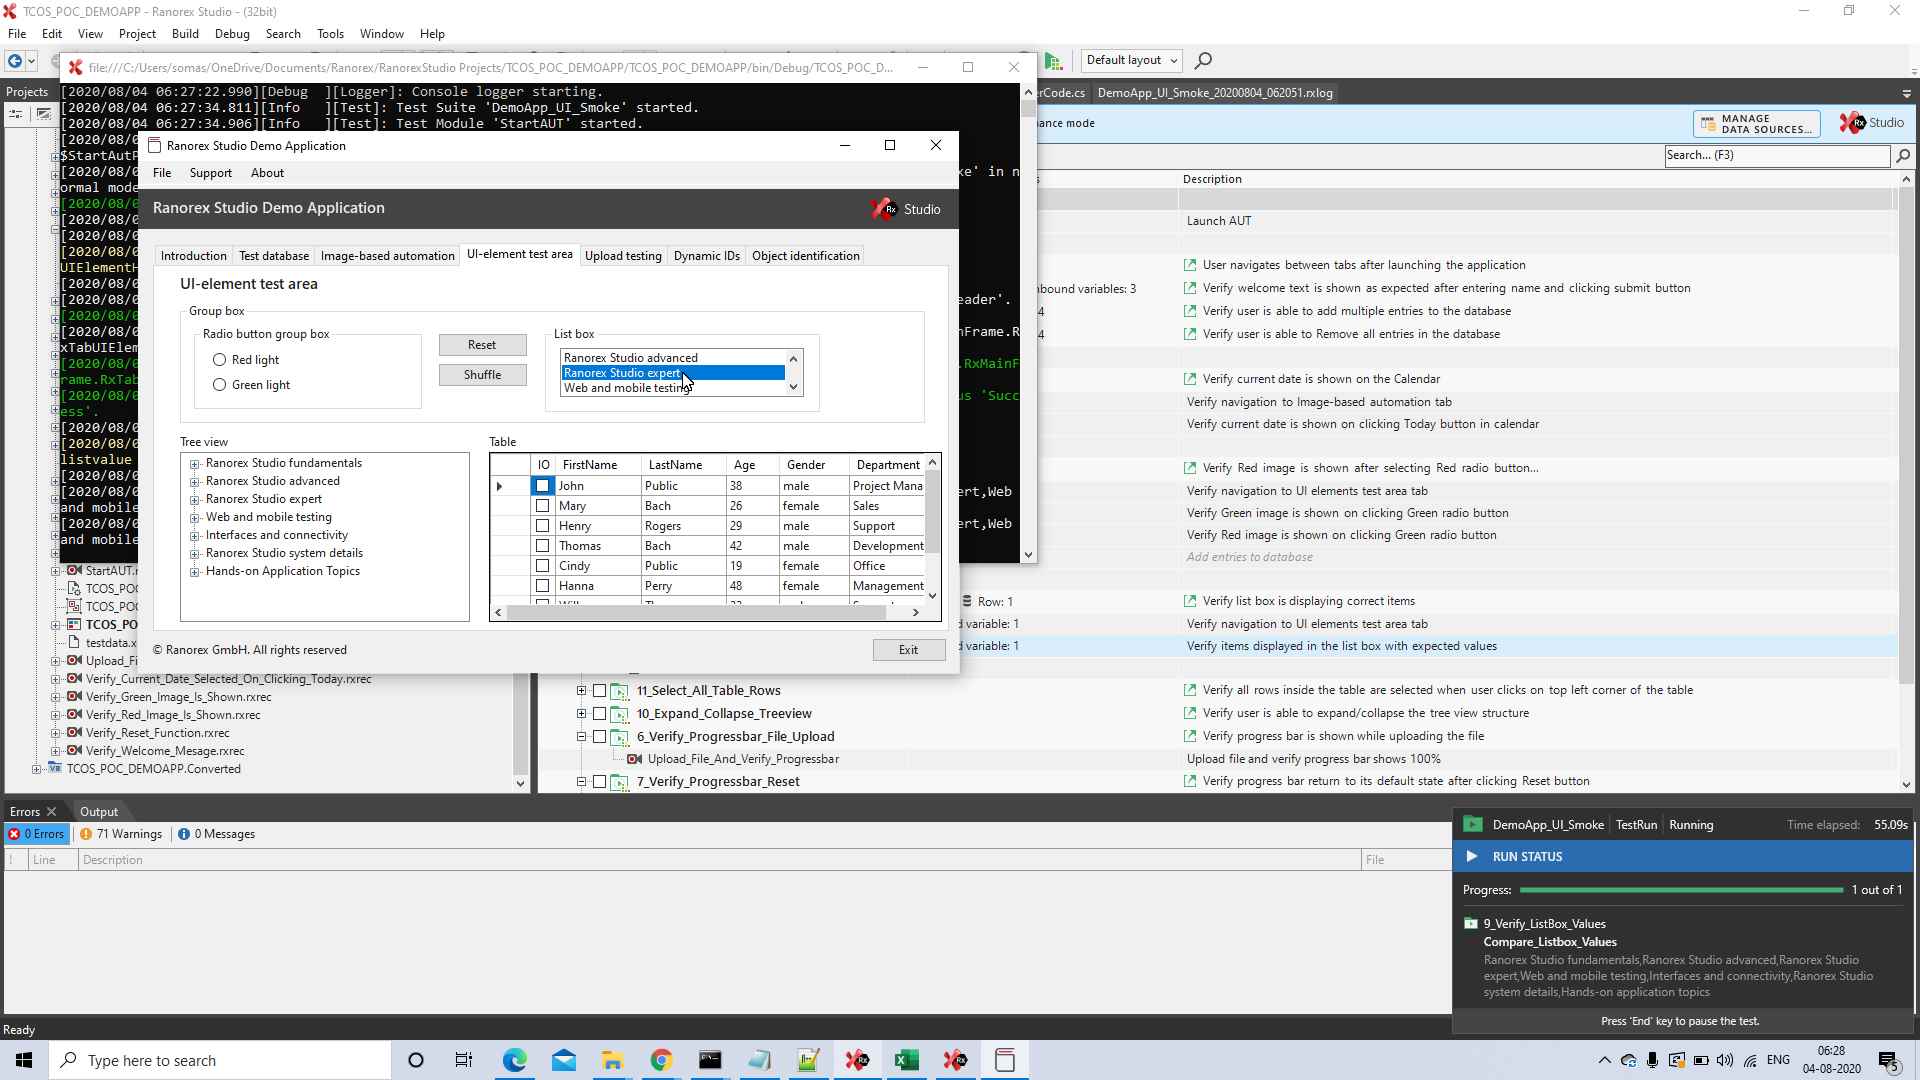 TCOS_POC_DEMOAPP - Ranorex Studio - (32bit)
File Edit View Project Build Debug Search Tools Window Help
Default layout
file:///C:/Users/somas/OneDrive/Documents/Ranorex/RanorexStudio Projects/TCOS_POC_DEMOAPP/TCOS_POC_DEMOAPP/bin/Debug/TCOS_POC_D...
Projects
[2020/08/04 06:27:22.990][Debug ][Logger]: Console logger starting.
[2020/08/04 06:27:34.811][Info ][Test]: Test Suite 'DemoApp_UI_Smoke' started.
[2020/08/04 06:27:34.906][Info ][Test]: Test Module 'StartAUT' started.
[2020/08/0
$StartAutP
[2020/08/0
ke' in n
ormal mode
[2020/08/0
[2020/08/0
[2020/08/0
[2020/08/0
UIElementH
[2020/08/0
[2020/08/0
eader'.
[2020/08/0
[2020/08/0
nFrame.R
xTabUIElem
[2020/08/0
.RxMainF
rame.RxTab
[2020/08/0
us 'Succ
ess'.
[2020/08/0
[2020/08/0
listvalue
[2020/08/0
[2020/08/0
ert,Web
and mobile
[2020/08/0
ert,Web
and mobile
Ranorex Studio Demo Application
File Support About
Ranorex Studio Demo Application
Rx Studio
Introduction Test database Image-based automation UI-element test area Upload testing Dynamic IDs Object identification
UI-element test area
Group box
Radio button group box
Red light
Green light
Reset
Shuffle
List box
Ranorex Studio advanced
Ranorex Studio expert
Web and mobile testing
Tree view
Ranorex Studio fundamentals
Ranorex Studio advanced
Ranorex Studio expert
Web and mobile testing
Interfaces and connectivity
Ranorex Studio system details
Hands-on Application Topics
Table
IO FirstName LastName Age Gender Department
John Public 38 male Project Mana
Mary Bach 26 female Sales
Henry Rogers 29 male Support
Thomas Bach 42 male Development
Cindy Public 19 female Office
Hanna Perry 48 female Management
© Ranorex GmbH. All rights reserved
Exit
erCode.cs DemoApp_UI_Smoke_20200804_062051.rxlog
ance mode
MANAGE
DATA SOURCES...
Rx Studio
Search... (F3)
Description
Launch AUT
User navigates between tabs after launching the application
nbound variables: 3 Verify welcome text is shown as expected after entering name and clicking submit button
4 Verify user is able to add multiple entries to the database
4 Verify user is able to Remove all entries in the database
Verify current date is shown on the Calendar
Verify navigation to Image-based automation tab
Verify current date is shown on clicking Today button in calendar
Verify Red image is shown after selecting Red radio button...
Verify navigation to UI elements test area tab
Verify Green image is shown on clicking Green radio button
Verify Red image is shown on clicking Green radio button
Add entries to database
Row: 1 Verify list box is displaying correct items
d variable: 1 Verify navigation to UI elements test area tab
d variable: 1 Verify items displayed in the list box with expected values
11_Select_All_Table_Rows Verify all rows inside the table are selected when user clicks on top left corner of the table
10_Expand_Collapse_Treeview Verify user is able to expand/collapse the tree view structure
6_Verify_Progressbar_File_Upload Verify progress bar is shown while uploading the file
Upload_File_And_Verify_Progressbar Upload file and verify progress bar shows 100%
7_Verify_Progressbar_Reset Verify progress bar return to its default state after clicking Reset button
StartAUT.r
TCOS_POC
TCOS_POC
TCOS_PO
testdata.x
Upload_Fi
Verify_Current_Date_Selected_On_Clicking_Today.rxrec
Verify_Green_Image_Is_Shown.rxrec
Verify_Red_Image_Is_Shown.rxrec
Verify_Reset_Function.rxrec
Verify_Welcome_Mesage.rxrec
TCOS_POC_DEMOAPP.Converted
Errors Output
0 Errors 71 Warnings 0 Messages
! Line Description File
DemoApp_UI_Smoke TestRun Running Time elapsed: 55.09s
RUN STATUS
Progress: 1 out of 1
9_Verify_ListBox_Values
Compare_Listbox_Values
Ranorex Studio fundamentals,Ranorex Studio advanced,Ranorex Studio
expert,Web and mobile testing,Interfaces and connectivity,Ranorex Studio
system details,Hands-on application topics
Press 'End' key to pause the test.
Ready
Type here to search
ENG
06:28
04-08-2020
5